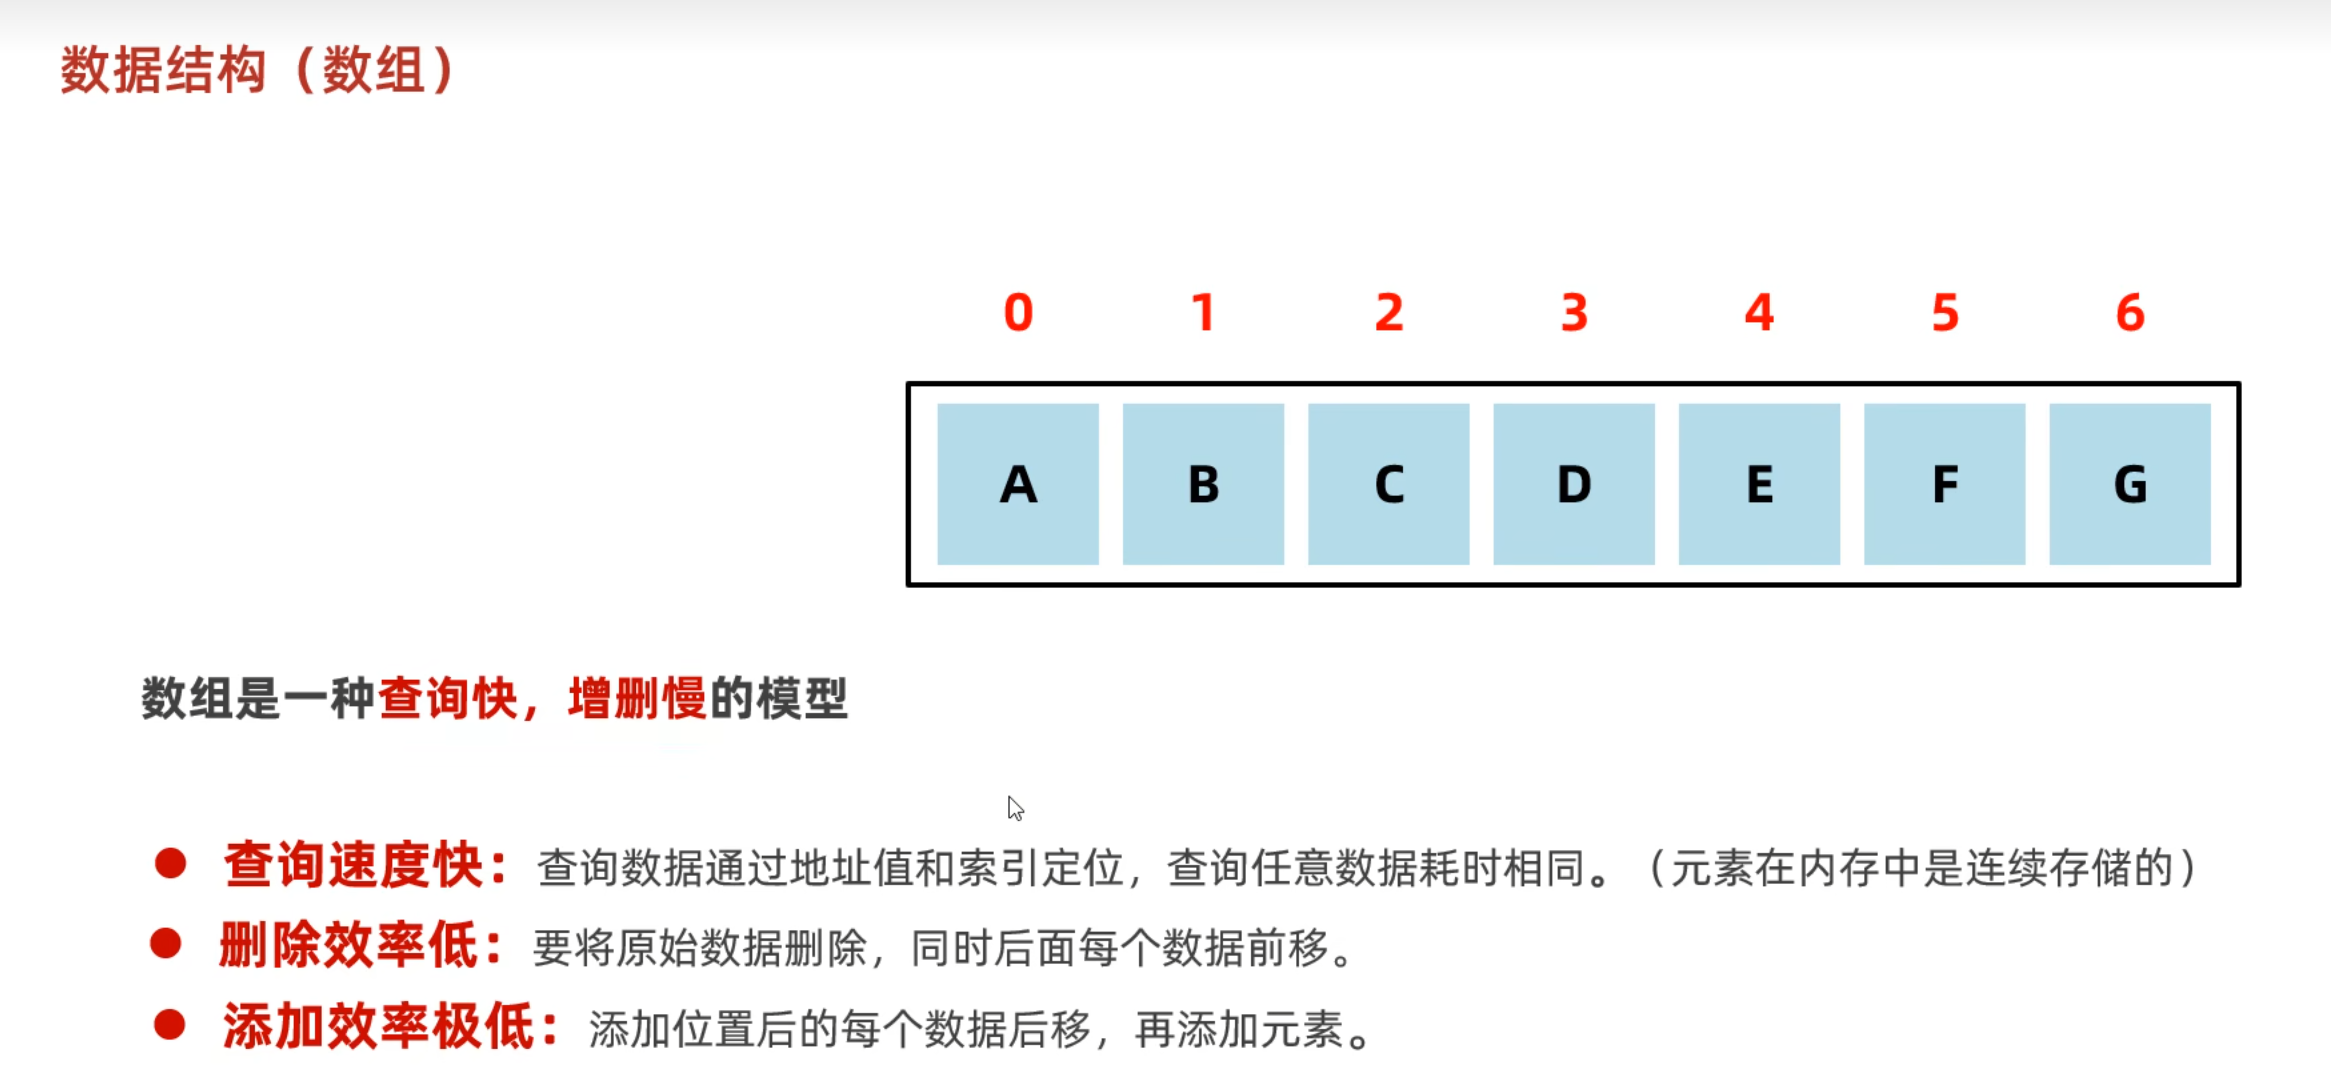 数据结构（数组）
0 1 2 3 4 5 6
A B C D E F G
数组是一种查询快，增删慢的模型
● 查询速度快：查询数据通过地址值和索引定位，查询任意数据耗时相同。（元素在内存中是连续存储的）
● 删除效率低：要将原始数据删除，同时后面每个数据前移。
● 添加效率极低：添加位置后的每个数据后移，再添加元素。